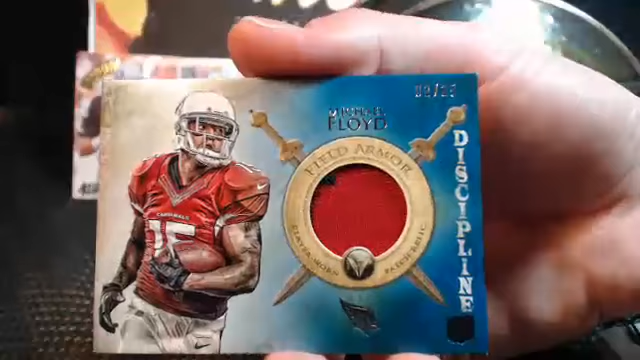 MICHAEL
FLOYD
FIELD ARMOR
DISCIPLINE
CARDINALS
15
PLAYER-WORN
PATCH RELIC